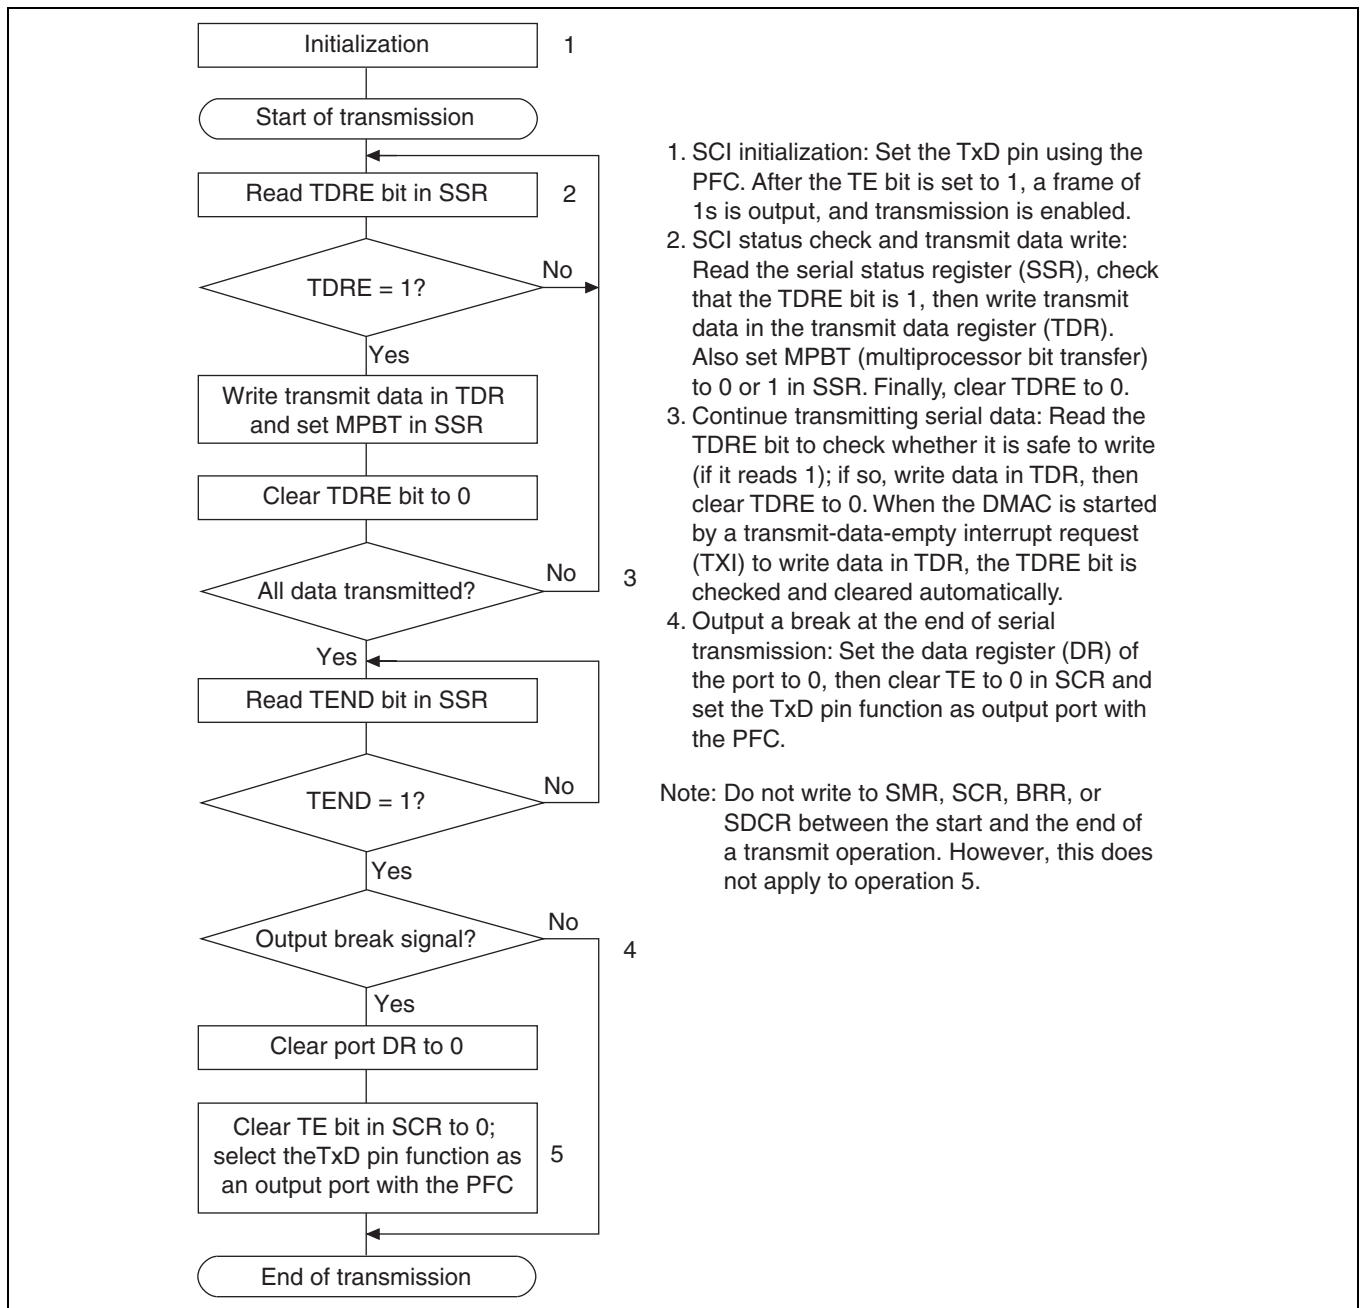 Initialization
1
Start of transmission
Read TDRE bit in SSR
2
TDRE = 1?
No
Yes
Write transmit data in TDR
and set MPBT in SSR
Clear TDRE bit to 0
All data transmitted?
No
3
Yes
Read TEND bit in SSR
TEND = 1?
No
Yes
Output break signal?
No
4
Yes
Clear port DR to 0
Clear TE bit in SCR to 0;
select theTxD pin function as
an output port with the PFC
5
End of transmission
1. SCI initialization: Set the TxD pin using the
PFC. After the TE bit is set to 1, a frame of
1s is output, and transmission is enabled.
2. SCI status check and transmit data write:
Read the serial status register (SSR), check
that the TDRE bit is 1, then write transmit
data in the transmit data register (TDR).
Also set MPBT (multiprocessor bit transfer)
to 0 or 1 in SSR. Finally, clear TDRE to 0.
3. Continue transmitting serial data: Read the
TDRE bit to check whether it is safe to write
(if it reads 1); if so, write data in TDR, then
clear TDRE to 0. When the DMAC is started
by a transmit-data-empty interrupt request
(TXI) to write data in TDR, the TDRE bit is
checked and cleared automatically.
4. Output a break at the end of serial
transmission: Set the data register (DR) of
the port to 0, then clear TE to 0 in SCR and
set the TxD pin function as output port with
the PFC.
Note: Do not write to SMR, SCR, BRR, or
SDCR between the start and the end of
a transmit operation. However, this does
not apply to operation 5.